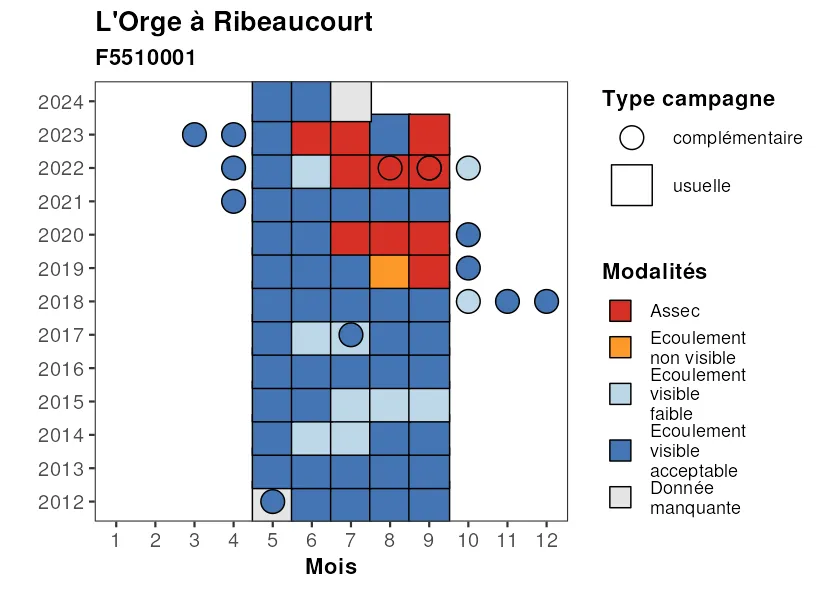 L'Orge à Ribeaucourt
F5510001
2024
2023
2022
2021
2020
2019
2018
2017
2016
2015
2014
2013
2012
1 2 3 4 5 6 7 8 9 10 11 12
Mois
Type campagne
complémentaire
usuelle
Modalités
Assec
Ecoulement
non visible
Ecoulement
visible
faible
Ecoulement
visible
acceptable
Donnée
manquante